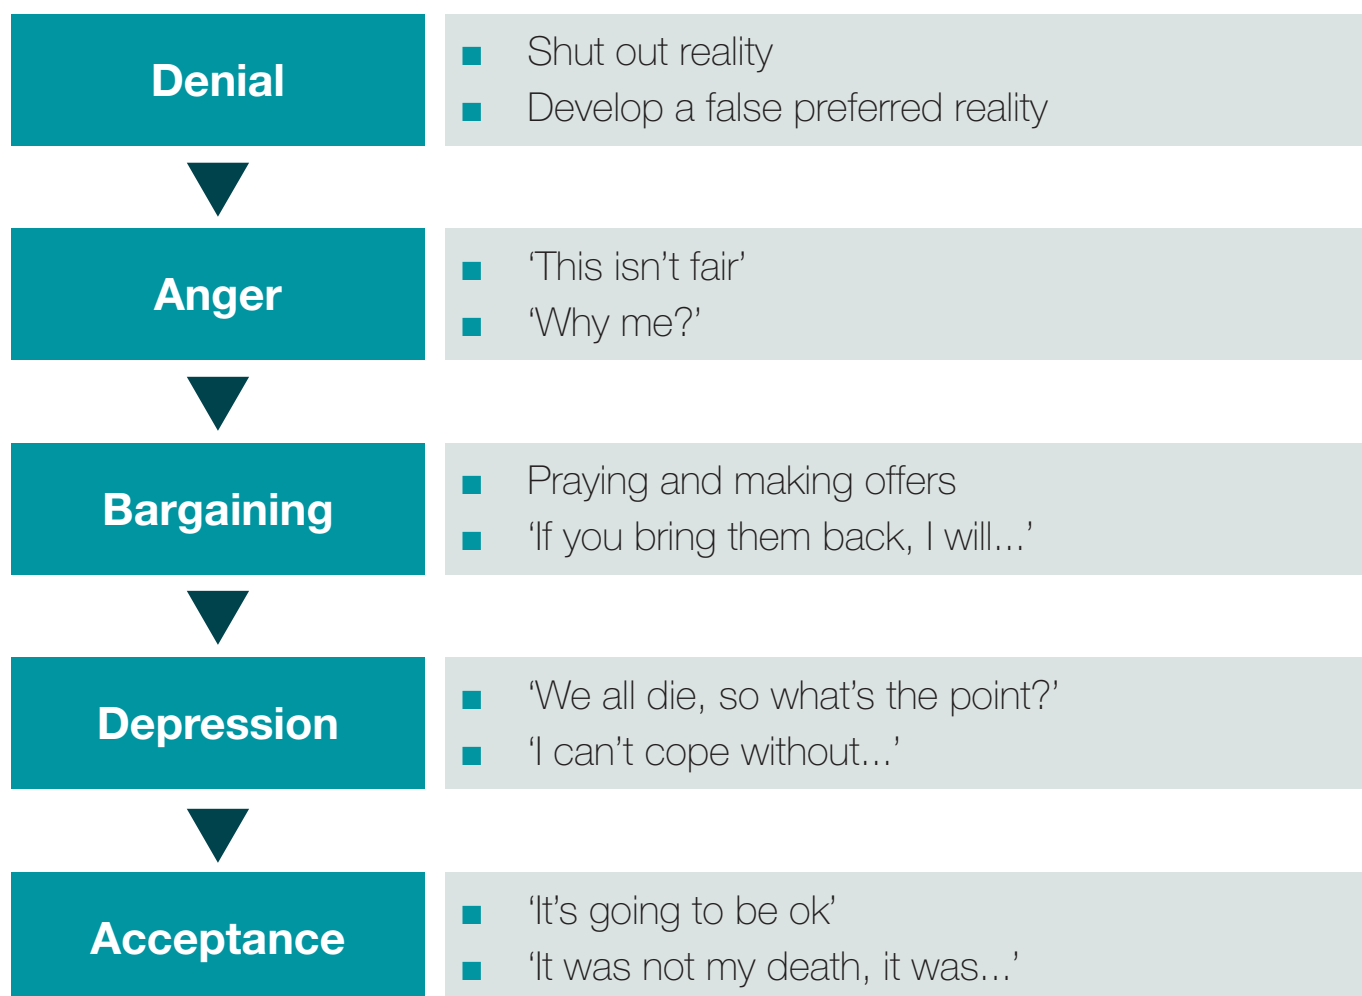 Denial
■ Shut out reality
■ Develop a false preferred reality
Anger
■ ‘This isn’t fair’
■ ‘Why me?’
Bargaining
■ Praying and making offers
■ ‘If you bring them back, I will...’
Depression
■ ‘We all die, so what’s the point?’
■ ‘I can’t cope without...’
Acceptance
■ ‘It’s going to be ok’
■ ‘It was not my death, it was...’